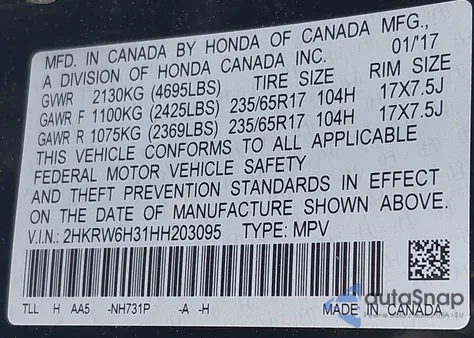 MFD. IN CANADA BY HONDA OF CANADA MFG.,
A DIVISION OF HONDA CANADA INC. 01/'17
GVWR 2130KG (4695LBS) TIRE SIZE RIM SIZE
GAWR F 1100KG (2425LBS) 235/65R17 104H 17X7.5J
GAWR R 1075KG (2369LBS) 235/65R17 104H 17X7.5J
THIS VEHICLE CONFORMS TO ALL APPLICABLE
FEDERAL MOTOR VEHICLE SAFETY
AND THEFT PREVENTION STANDARDS IN EFFECT
ON THE DATE OF MANUFACTURE SHOWN ABOVE.
V.I.N.: 2HKRW6H31HH203095 TYPE: MPV
TLL H AA5 -NH731P -A -H MADE IN CANADA
autoSnap